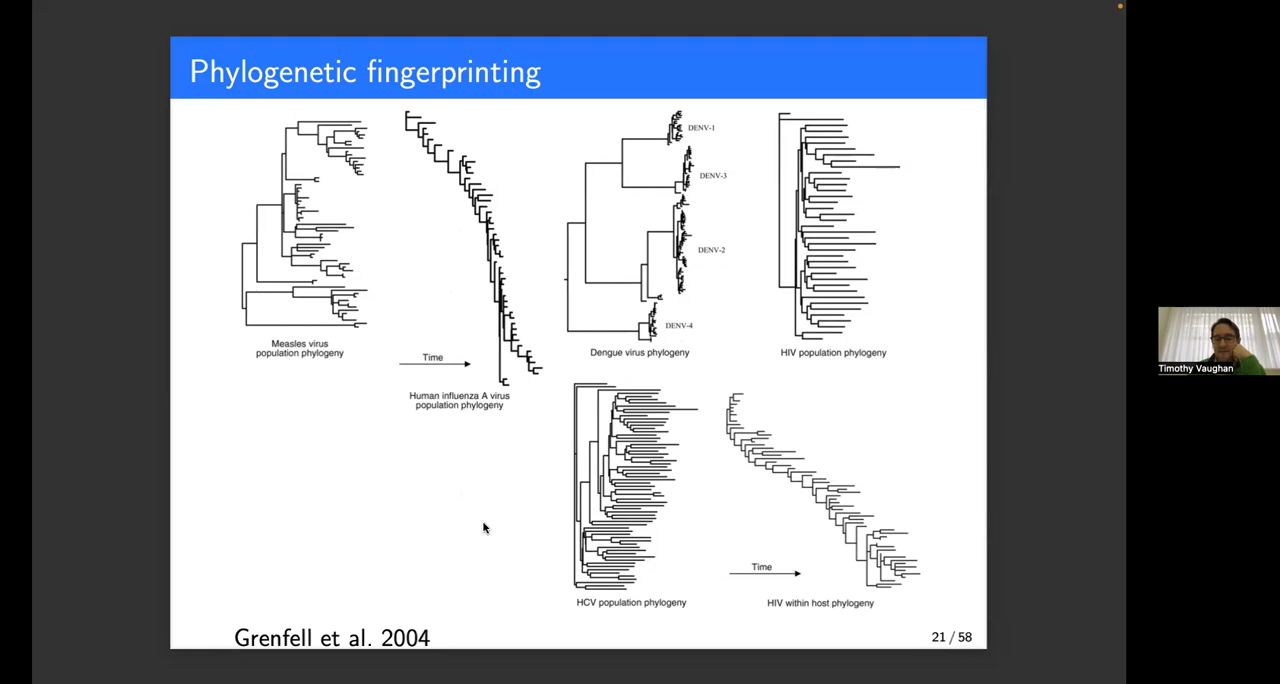 Phylogenetic fingerprinting
DENV-1
DENV-3
DENV-2
DENV-4
Measles virus
population phylogeny
Time
Human influenza A virus
population phylogeny
Dengue virus phylogeny
HIV population phylogeny
HCV population phylogeny
Time
HIV within host phylogeny
Grenfell et al. 2004
21 / 58
Timothy Vaughan